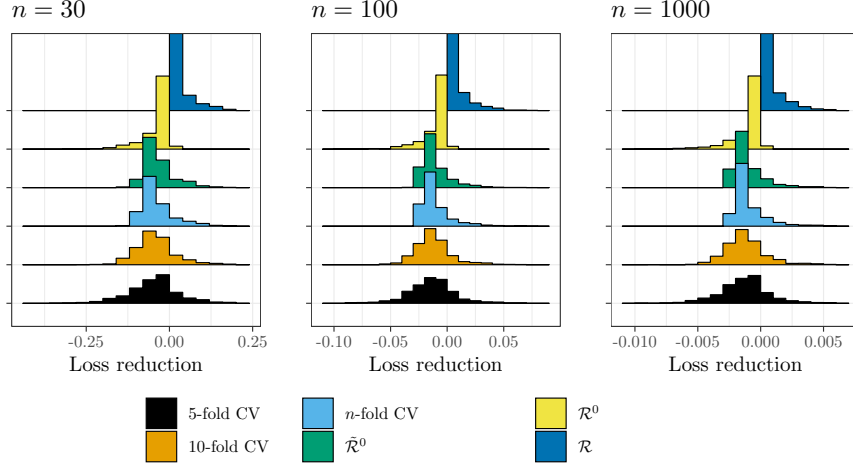 n = 30 n = 100 n = 1000
-0.25 0.00 0.25 -0.10 -0.05 0.00 0.05 -0.010 -0.005 0.000 0.005
Loss reduction Loss reduction Loss reduction
5-fold CV n-fold CV ℛ⁰
10-fold CV ℛ̃⁰ ℛ